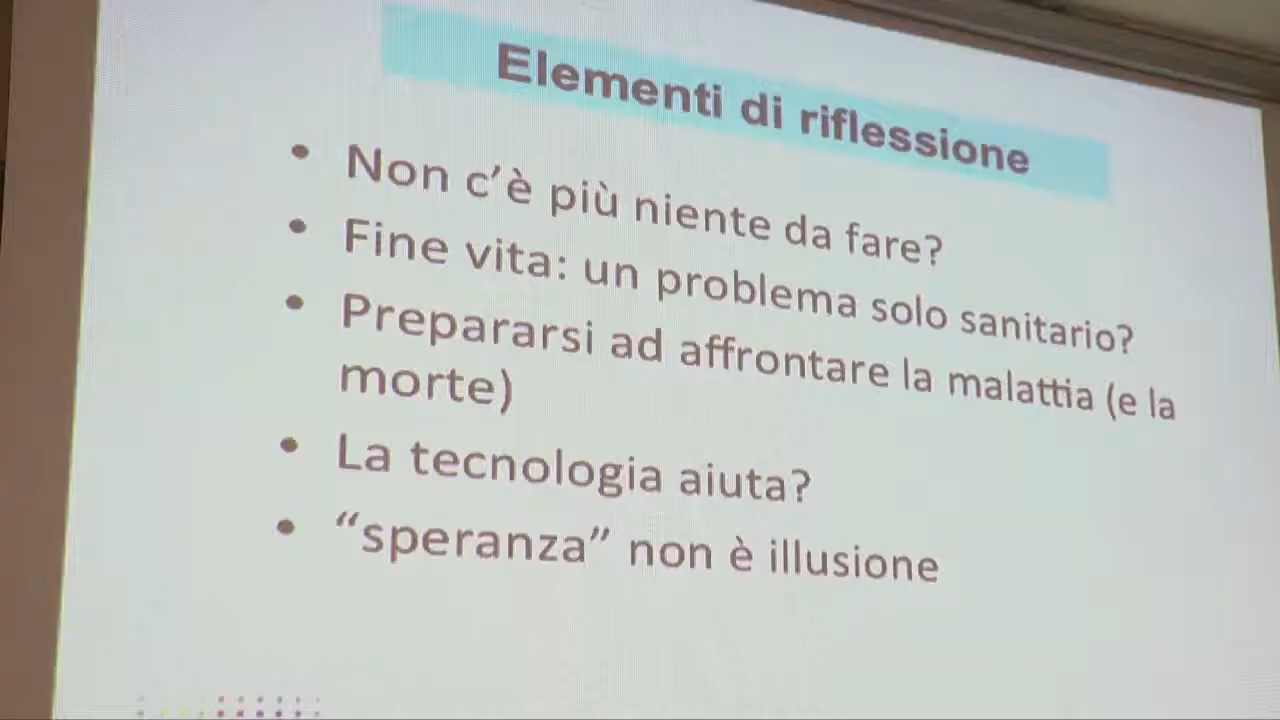 Elementi di riflessione
• Non c'è più niente da fare?
• Fine vita: un problema solo sanitario?
• Prepararsi ad affrontare la malattia (e la
morte)
• La tecnologia aiuta?
• “speranza” non è illusione